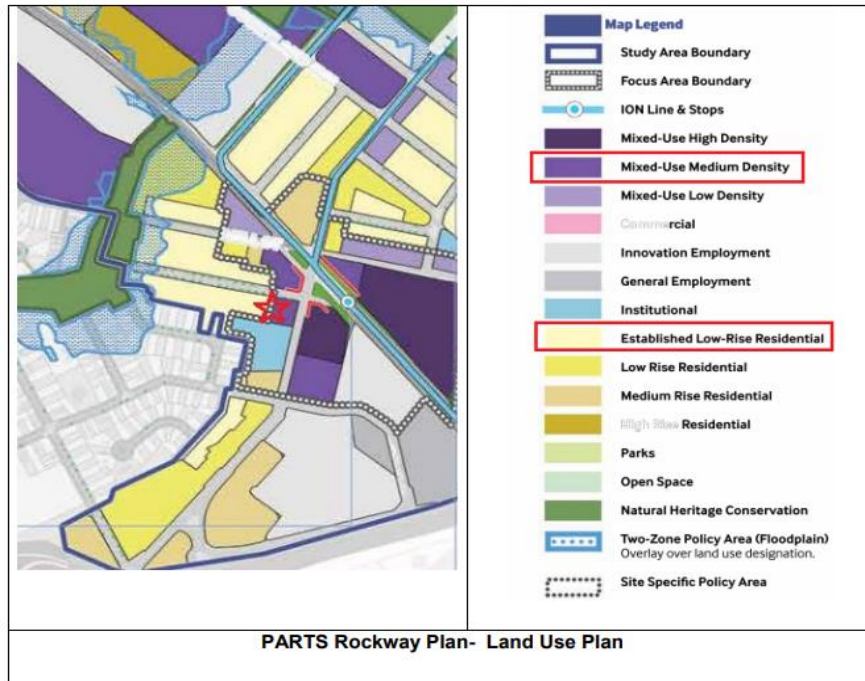 Map Legend
Study Area Boundary
Focus Area Boundary
ION Line & Stops
Mixed-Use High Density
Mixed-Use Medium Density
Mixed-Use Low Density
Commercial
Innovation Employment
General Employment
Institutional
Established Low-Rise Residential
Low Rise Residential
Medium Rise Residential
High Rise Residential
Parks
Open Space
Natural Heritage Conservation
Two-Zone Policy Area (Floodplain)
Overlay over land use designation.
Site Specific Policy Area
PARTS Rockway Plan- Land Use Plan